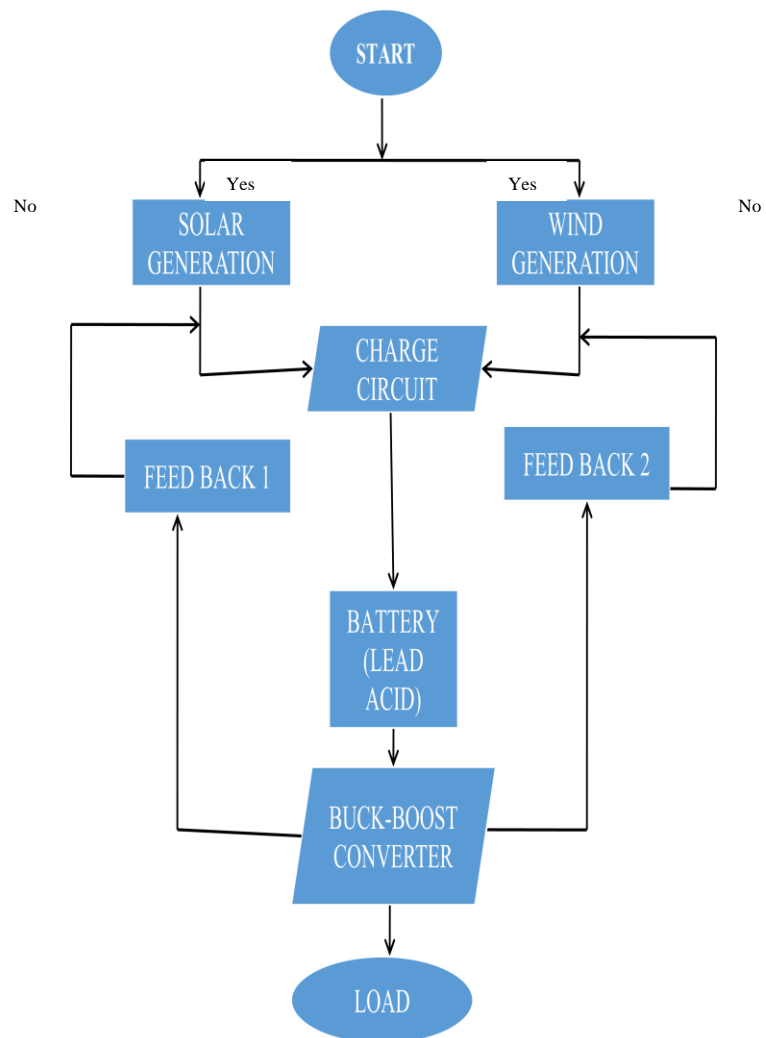 START
Yes
Yes
No
No
SOLAR
GENERATION
WIND
GENERATION
CHARGE
CIRCUIT
FEED BACK 1
FEED BACK 2
BATTERY
(LEAD
ACID)
BUCK-BOOST
CONVERTER
LOAD